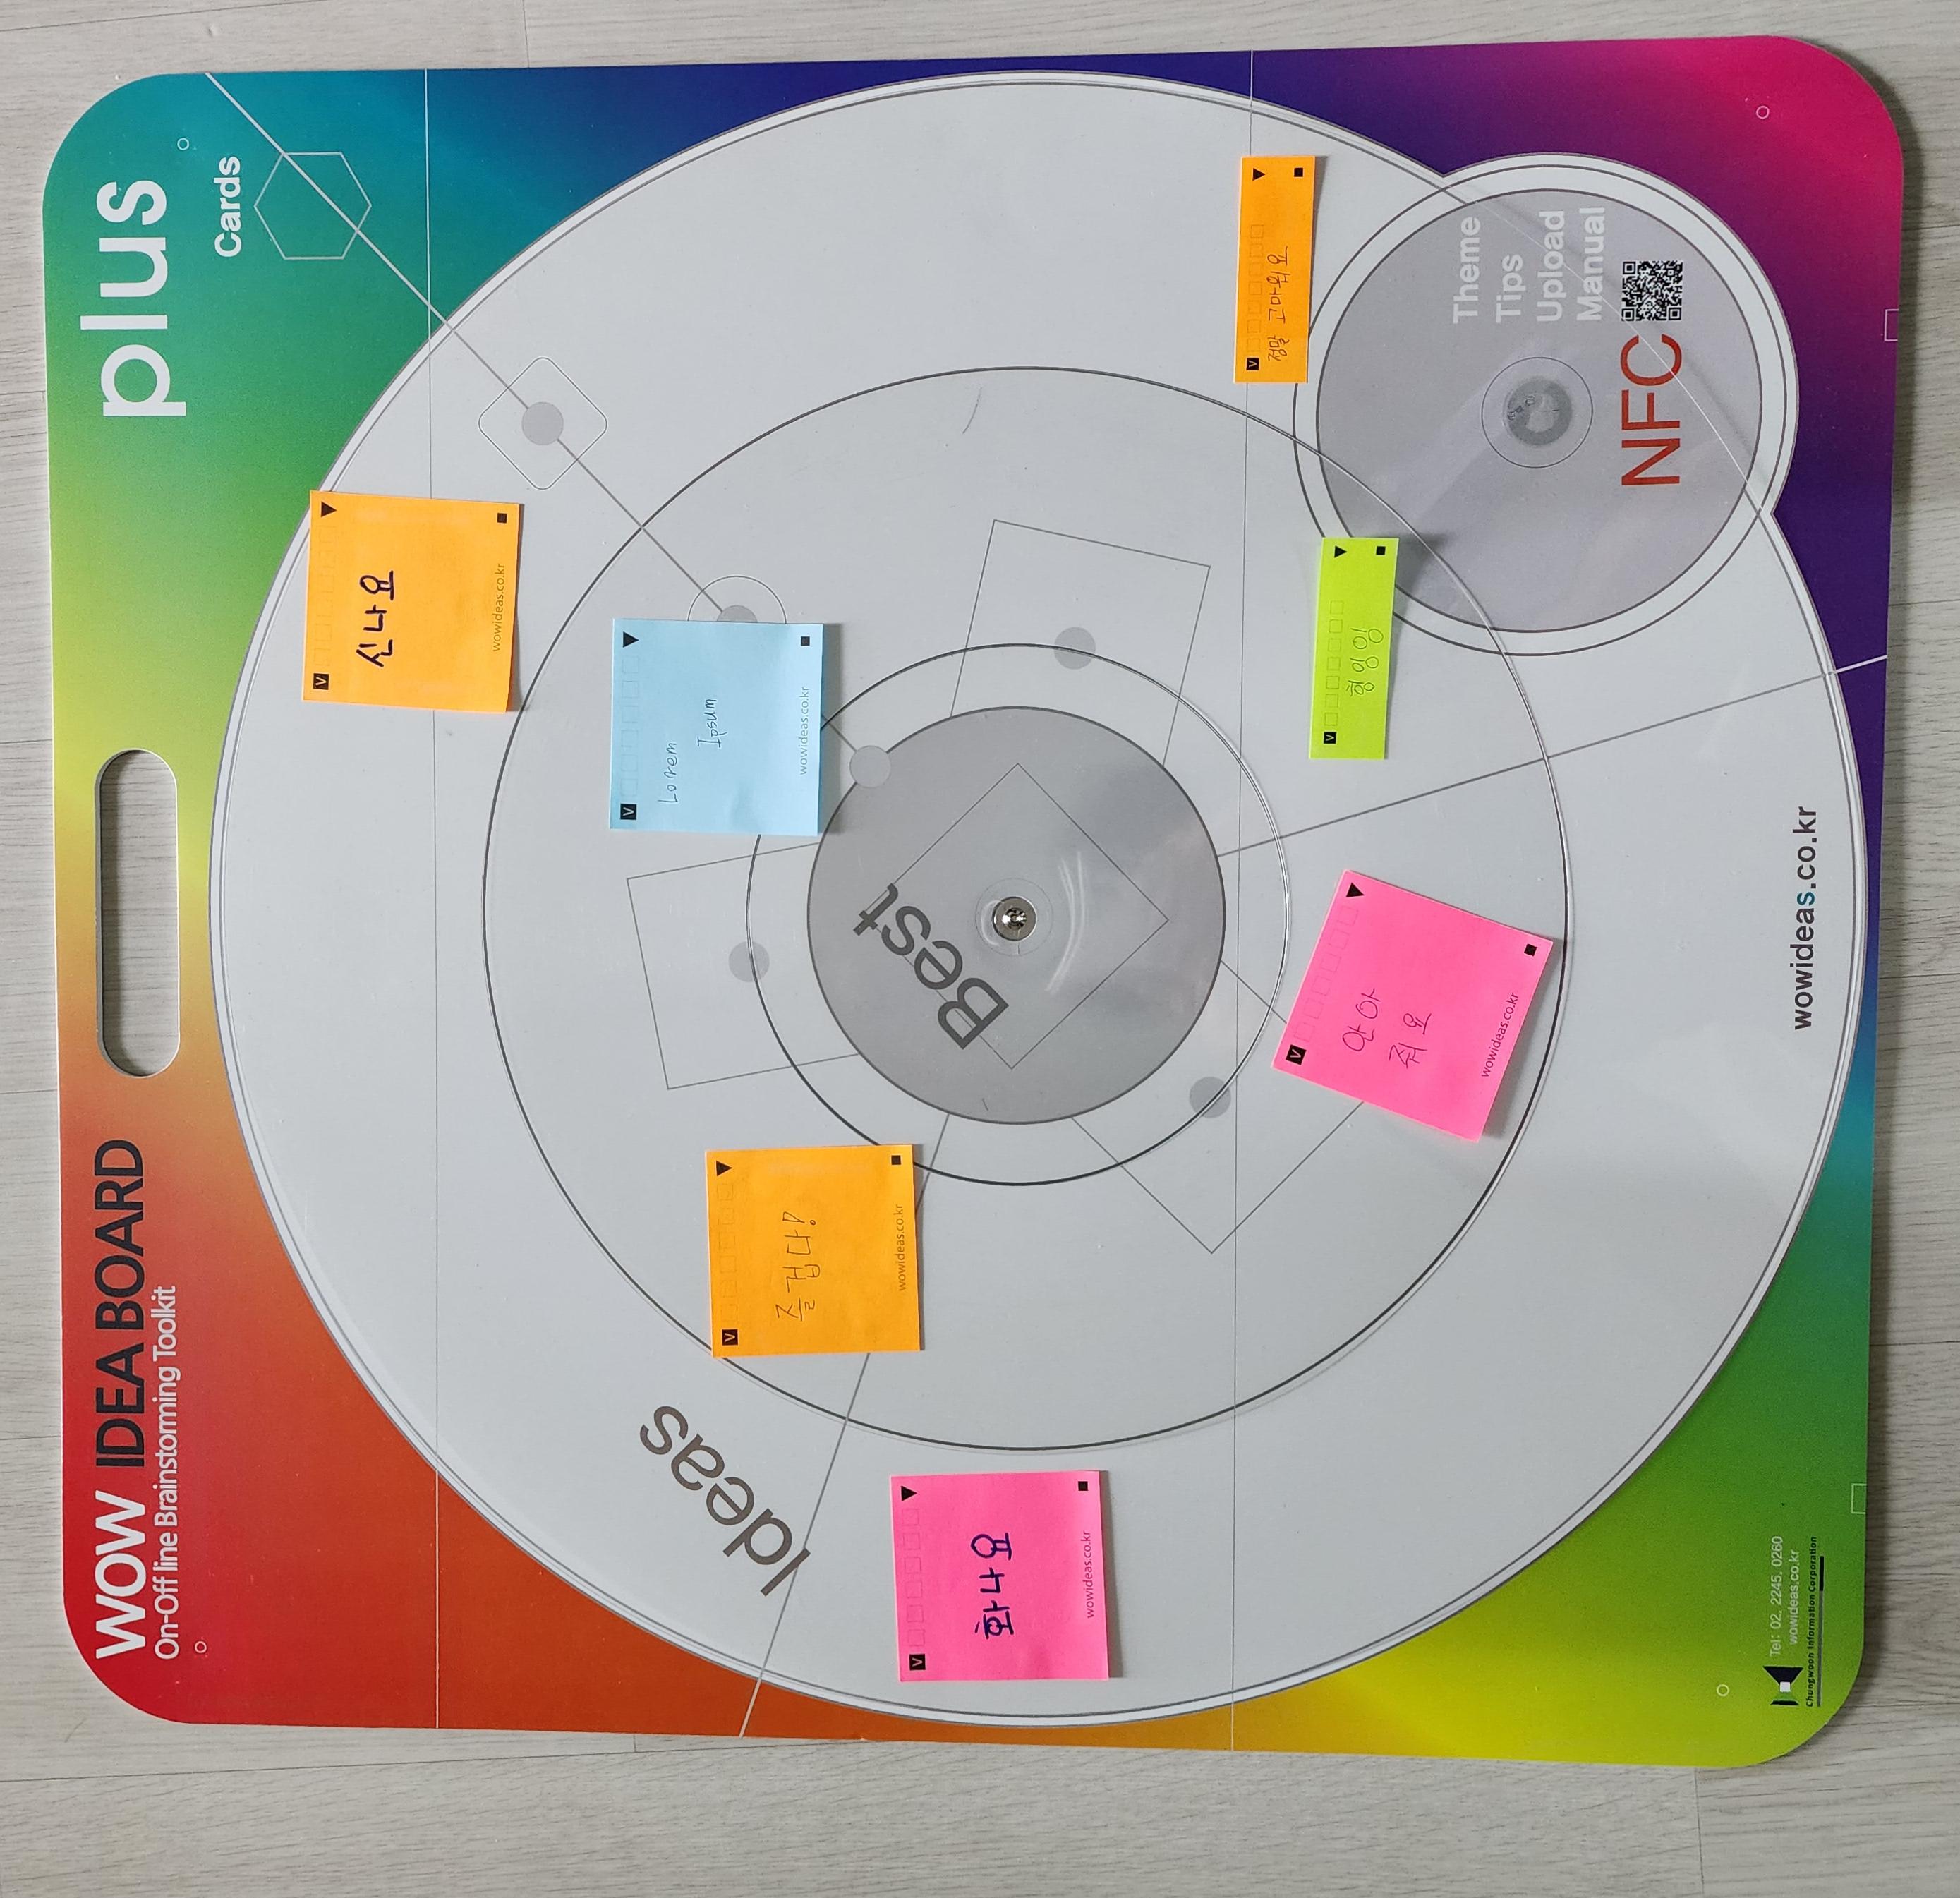 WOW IDEA BOARD
On-Off line Brainstorming Toolkit
plus
Cards
V
신나요
wowideas.co.kr
V
Lorem
Ipsum
wowideas.co.kr
Ideas
V
즐겁다!
wowideas.co.kr
Best
V
화나요
wowideas.co.kr
V
정말 고마워요
V
안아
줘요
wowideas.co.kr
V
힝잉잉
Theme
Tips
Upload
Manual
NFC
Tel: 02. 2245. 0260
wowideas.co.kr
Chungwoon Information Corporation
wowideas.co.kr